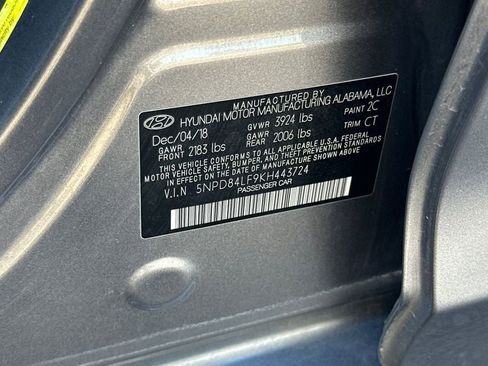 MANUFACTURED BY
HYUNDAI MOTOR MANUFACTURING ALABAMA, LLC
Dec/04/18 GVWR 3924 lbs PAINT 2C
GAWR FRONT 2183 lbs GAWR REAR 2006 lbs TRIM CT
THIS VEHICLE CONFORMS TO ALL APPLICABLE U.S.A. FEDERAL
MOTOR VEHICLE SAFETY, BUMPER, AND THEFT PREVENTION STANDARDS
IN EFFECT ON THE DATE OF MANUFACTURE SHOWN ABOVE.
V.I.N 5NPD84LF9KH443724
PASSENGER CAR